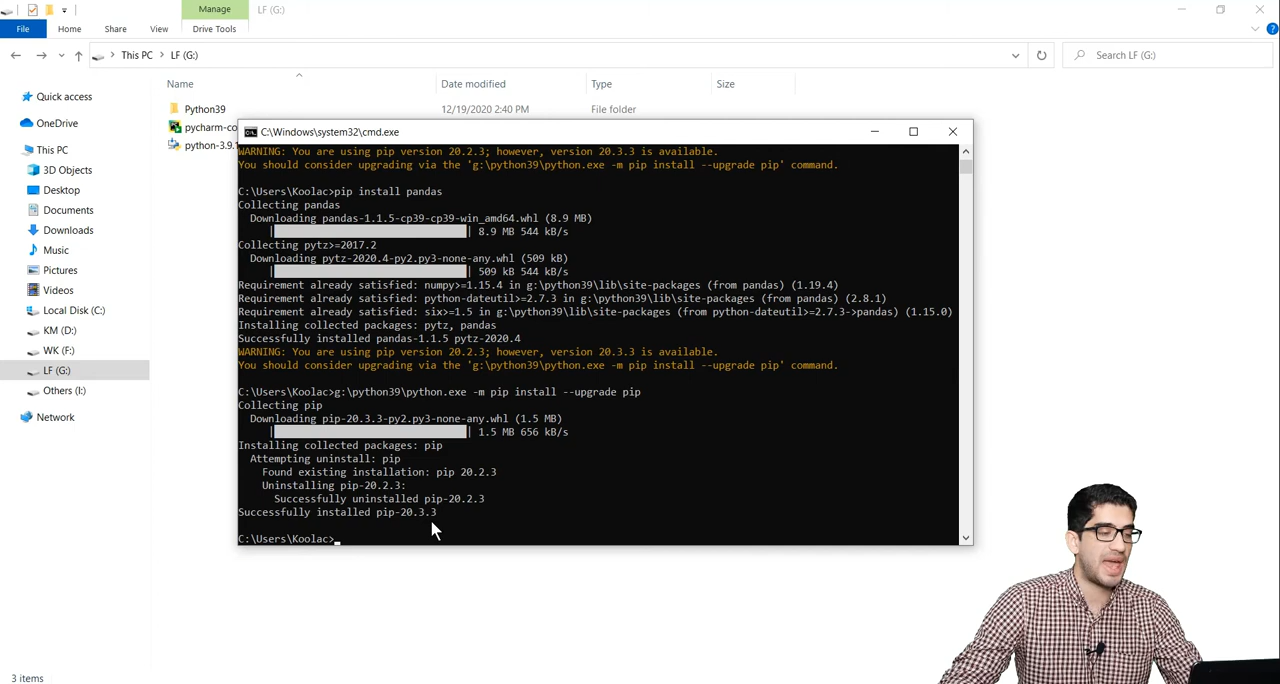 Manage
LF (G:)
File
Home
Share
View
Drive Tools
This PC
LF (G:)
Search LF (G:)
Name
Date modified
Type
Size
Quick access
OneDrive
This PC
3D Objects
Desktop
Documents
Downloads
Music
Pictures
Videos
Local Disk (C:)
KM (D:)
WK (F:)
LF (G:)
Others (I:)
Network
Python39
12/19/2020 2:40 PM
File folder
pycharm-co
python-3.9.1
C:\Windows\system32\cmd.exe
WARNING: You are using pip version 20.2.3; however, version 20.3.3 is available.
You should consider upgrading via the 'g:\python39\python.exe -m pip install --upgrade pip' command.
C:\Users\Koolac>pip install pandas
Collecting pandas
Downloading pandas-1.1.5-cp39-cp39-win_amd64.whl (8.9 MB)
| | 8.9 MB 544 kB/s
Collecting pytz>=2017.2
Downloading pytz-2020.4-py2.py3-none-any.whl (509 kB)
| | 509 kB 544 kB/s
Requirement already satisfied: numpy>=1.15.4 in g:\python39\lib\site-packages (from pandas) (1.19.4)
Requirement already satisfied: python-dateutil>=2.7.3 in g:\python39\lib\site-packages (from pandas) (2.8.1)
Requirement already satisfied: six>=1.5 in g:\python39\lib\site-packages (from python-dateutil>=2.7.3->pandas) (1.15.0)
Installing collected packages: pytz, pandas
Successfully installed pandas-1.1.5 pytz-2020.4
WARNING: You are using pip version 20.2.3; however, version 20.3.3 is available.
You should consider upgrading via the 'g:\python39\python.exe -m pip install --upgrade pip' command.
C:\Users\Koolac>g:\python39\python.exe -m pip install --upgrade pip
Collecting pip
Downloading pip-20.3.3-py2.py3-none-any.whl (1.5 MB)
| | 1.5 MB 656 kB/s
Installing collected packages: pip
Attempting uninstall: pip
Found existing installation: pip 20.2.3
Uninstalling pip-20.2.3:
Successfully uninstalled pip-20.2.3
Successfully installed pip-20.3.3
C:\Users\Koolac>
3 items